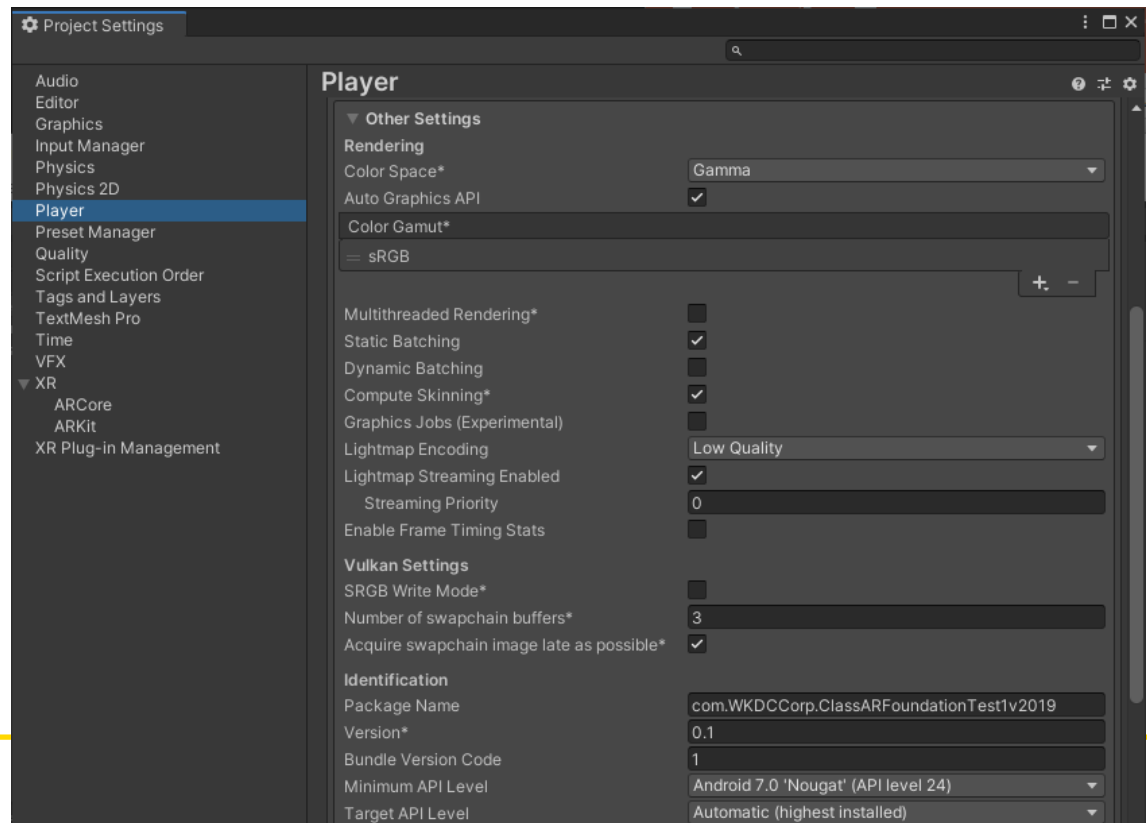 Project Settings
Audio
Editor
Graphics
Input Manager
Physics
Physics 2D
Player
Preset Manager
Quality
Script Execution Order
Tags and Layers
TextMesh Pro
Time
VFX
XR
ARCore
ARKit
XR Plug-in Management
Player
Other Settings
Rendering
Color Space* Gamma
Auto Graphics API
Color Gamut*
sRGB
Multithreaded Rendering*
Static Batching
Dynamic Batching
Compute Skinning*
Graphics Jobs (Experimental)
Lightmap Encoding Low Quality
Lightmap Streaming Enabled
Streaming Priority 0
Enable Frame Timing Stats
Vulkan Settings
SRGB Write Mode*
Number of swapchain buffers* 3
Acquire swapchain image late as possible*
Identification
Package Name com.WKDCCorp.ClassARFoundationTest1v2019
Version* 0.1
Bundle Version Code 1
Minimum API Level Android 7.0 'Nougat' (API level 24)
Target API Level Automatic (highest installed)